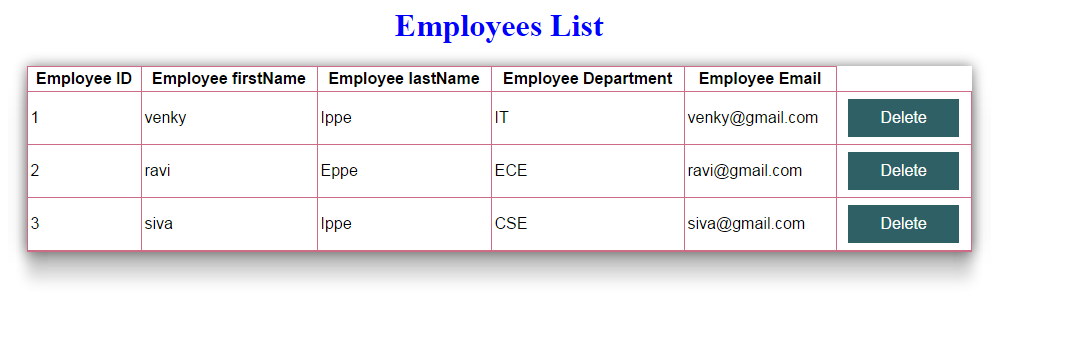 Employees List
Employee ID Employee firstName Employee lastName Employee Department Employee Email
1 venky Ippe IT venky@gmail.com Delete
2 ravi Eppe ECE ravi@gmail.com Delete
3 siva Ippe CSE siva@gmail.com Delete